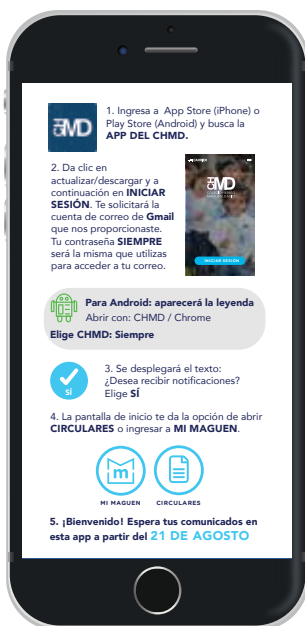 CHMD
1. Ingresa a App Store (iPhone) o
Play Store (Android) y busca la
APP DEL CHMD.
2. Da clic en
actualizar/descargar y a
continuación en INICIAR
SESIÓN. Te solicitará la
cuenta de correo de Gmail
que nos proporcionaste.
Tu contraseña SIEMPRE
será la misma que utilizas
para acceder a tu correo.
CHMD
INICIAR SESIÓN
Para Android: aparecerá la leyenda
Abrir con: CHMD / Chrome
Elige CHMD: Siempre
SÍ
3. Se desplegará el texto:
¿Desea recibir notificaciones?
Elige SÍ
4. La pantalla de inicio te da la opción de abrir
CIRCULARES o ingresar a MI MAGUEN.
m
MI MAGUEN CIRCULARES
5. ¡Bienvenido! Espera tus comunicados en
esta app a partir del 21 DE AGOSTO